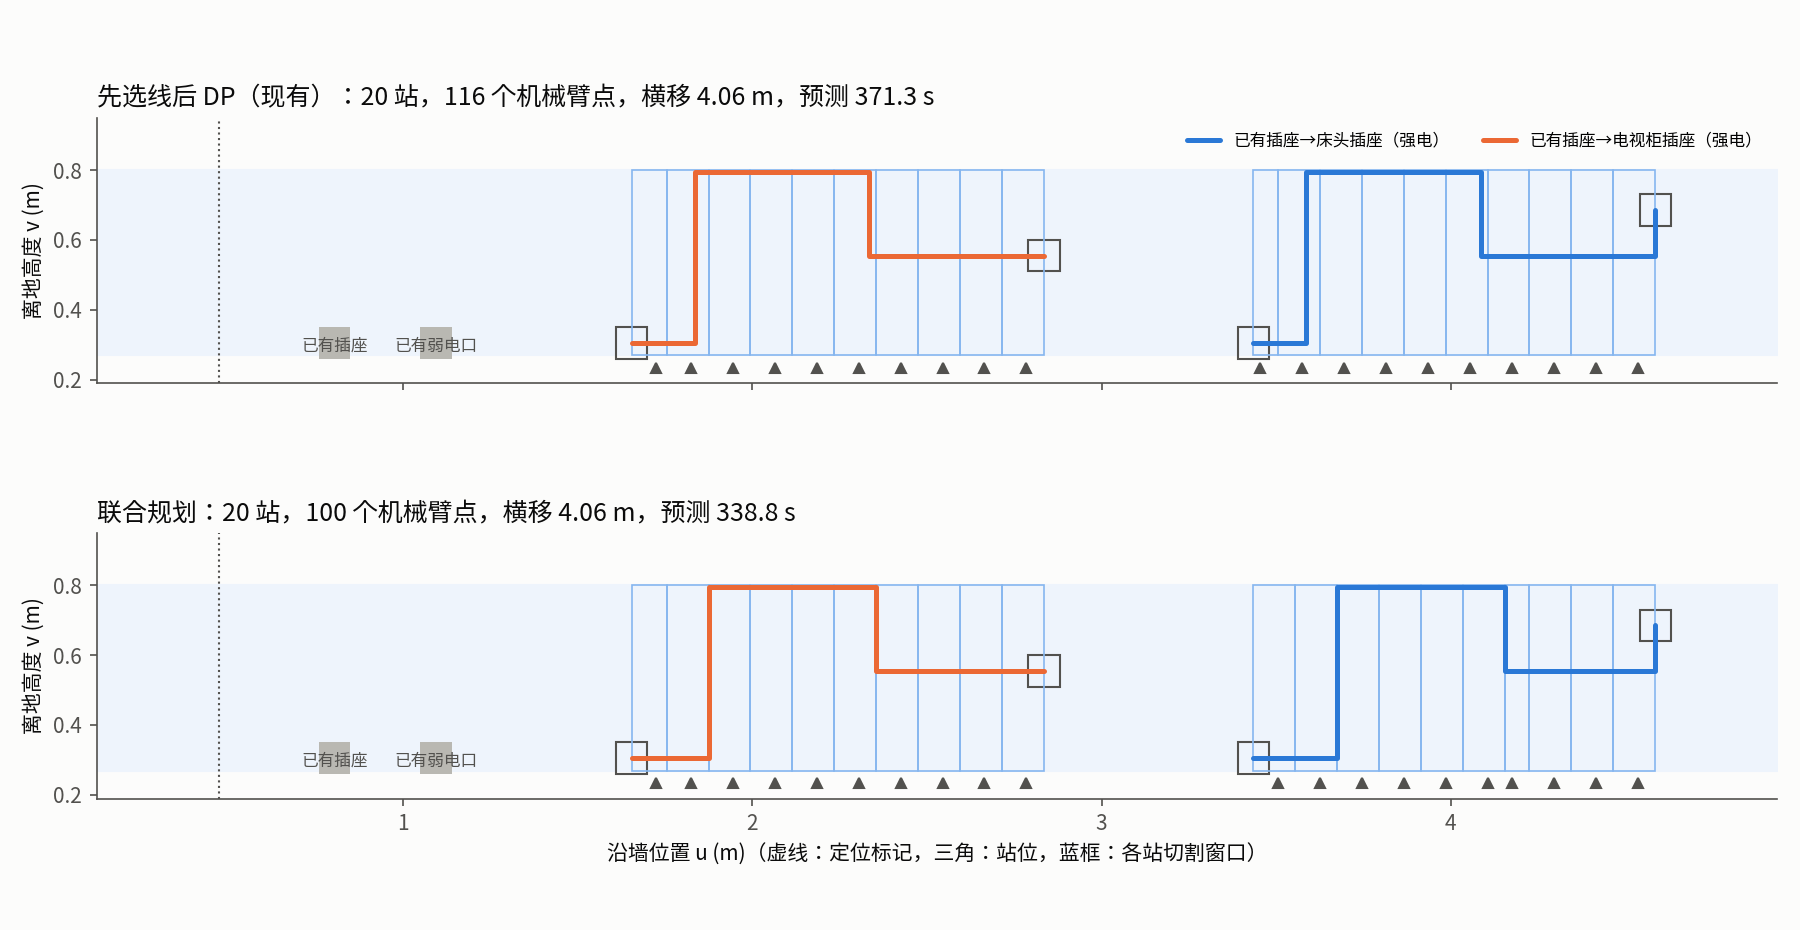 先选线后 DP（现有）：20 站，116 个机械臂点，横移 4.06 m，预测 371.3 s
已有插座→床头插座（强电）
已有插座→电视柜插座（强电）
离地高度 v (m)
0.8
0.6
0.4
0.2
已有插座
已有弱电口
联合规划：20 站，100 个机械臂点，横移 4.06 m，预测 338.8 s
离地高度 v (m)
0.8
0.6
0.4
0.2
已有插座
已有弱电口
1
2
3
4
沿墙位置 u (m)（虚线：定位标记，三角：站位，蓝框：各站切割窗口）